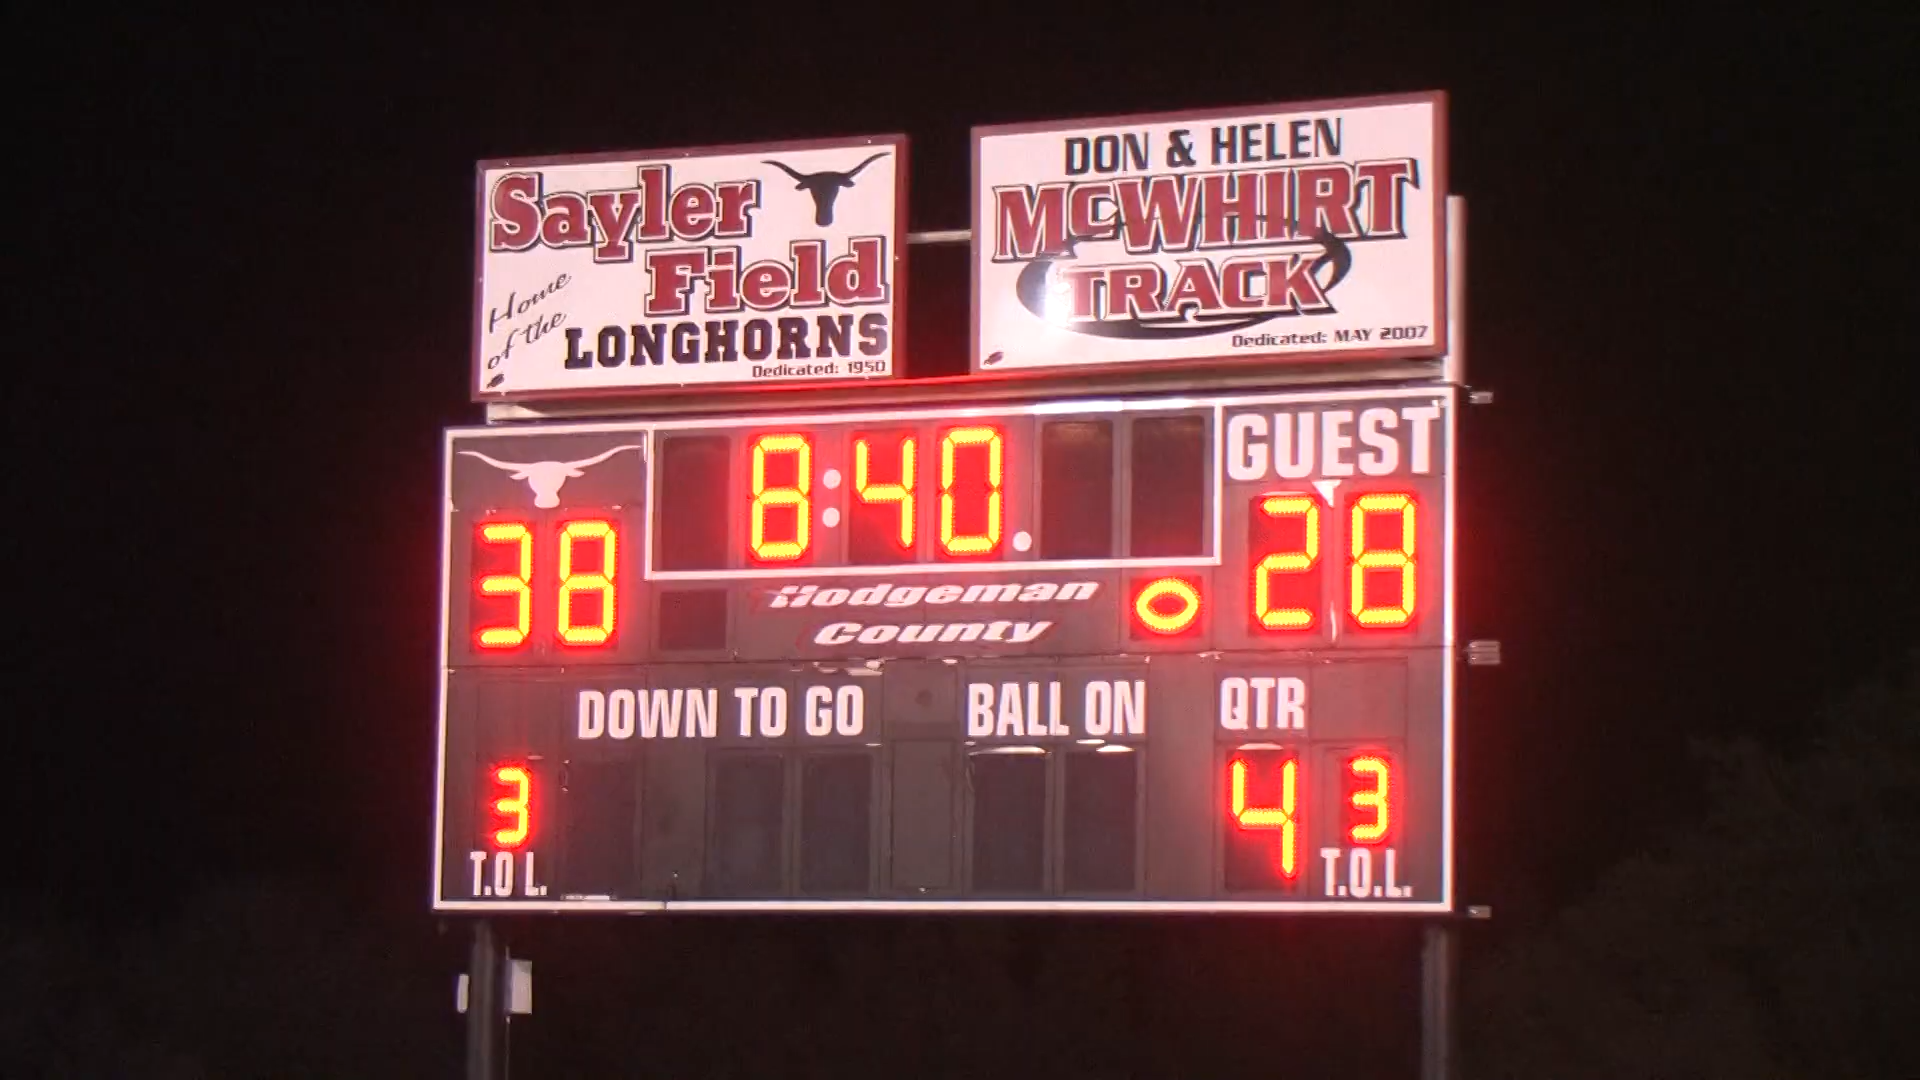 Sayler
Field
Home
of the
LONGHORNS
Dedicated: 1950
DON & HELEN
McWHIRT
TRACK
Dedicated: MAY 2007
8:40.
GUEST
38
28
Hodgeman
County
DOWN TO GO
BALL ON
QTR
3
4
3
T.O L.
T.O.L.